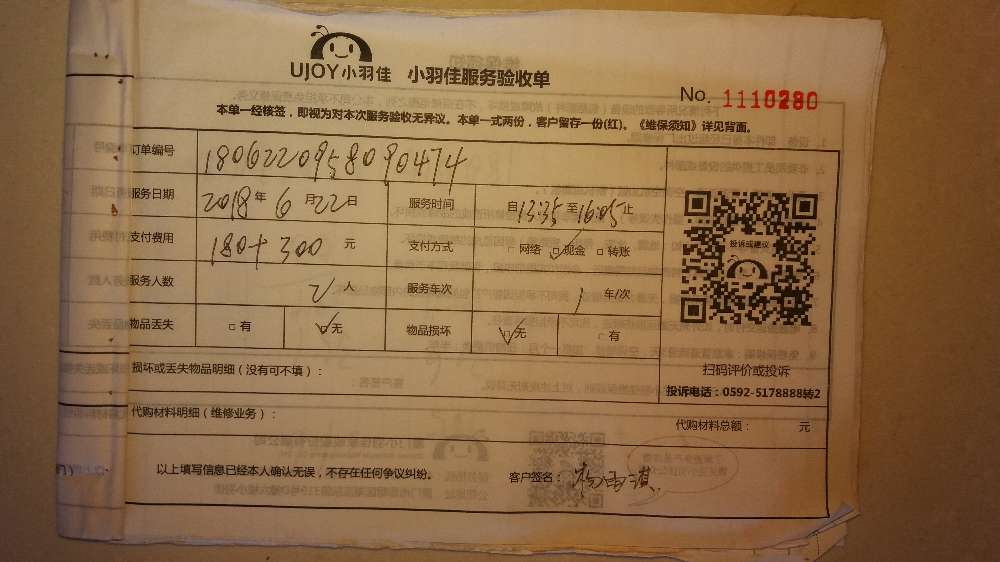 UJOY小羽佳 小羽佳服务验收单
No. 1110280
本单一经核签，即视为对本次服务验收无异议。本单一式两份，客户留存一份(红)。《维保须知》详见背面。
订单编号 1806220958090474
服务日期 2018年6月22日 服务时间 自13:35至16:05止
支付费用 180+300 元 支付方式 □网络 ☑现金 □转账
服务人数 2人 服务车次 1 车/次
物品丢失 □有 ☑无 物品损坏 ☑无 □有
投诉或建议
扫码评价或投诉
投诉电话：0592-5178888转2
损坏或丢失物品明细（没有可不填）：
代购材料明细（维修业务）：
代购材料总额： 元
以上填写信息已经本人确认无误，不存在任何争议纠纷。 客户签名：